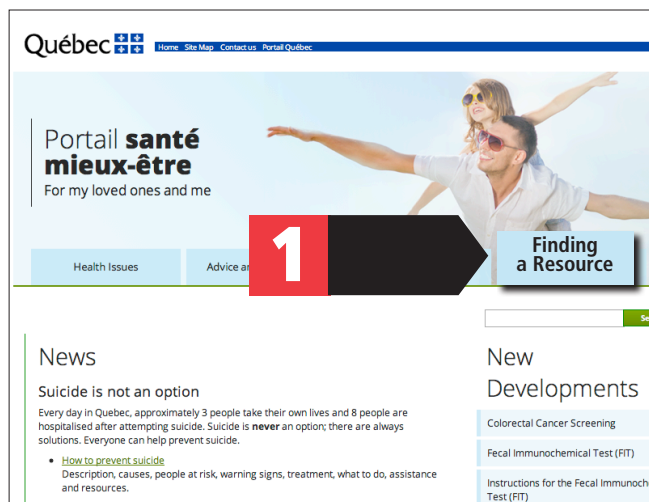 Québec
Home Site Map Contact us Portail Québec
Portail santé
mieux-être
For my loved ones and me
1
Finding
a Resource
Health Issues
Advice
News
Suicide is not an option
Every day in Quebec, approximately 3 people take their own lives and 8 people are
hospitalised after attempting suicide. Suicide is never an option; there are always
solutions. Everyone can help prevent suicide.
• How to prevent suicide
Description, causes, people at risk, warning signs, treatment, what to do, assistance
and resources.
New
Developments
Colorectal Cancer Screening
Fecal Immunochemical Test (FIT)
Instructions for the Fecal
Test (FIT)